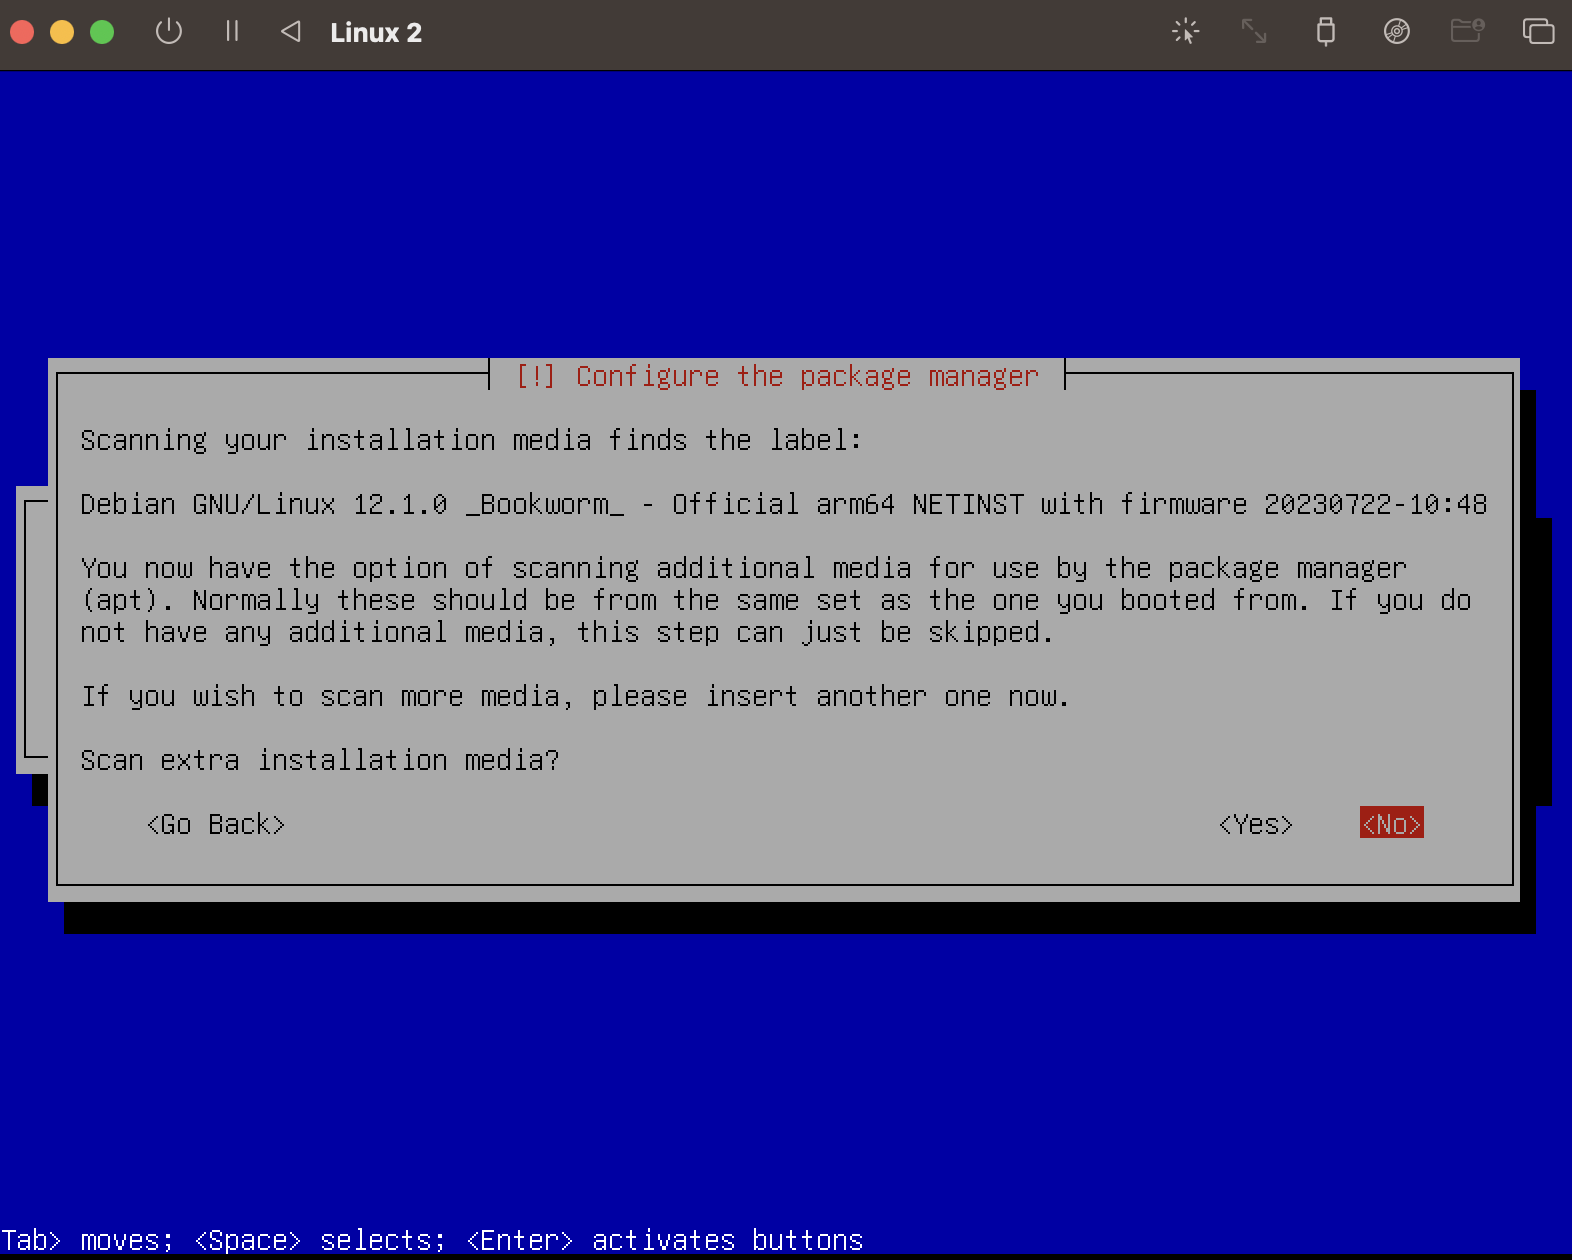 Linux 2
[!] Configure the package manager
Scanning your installation media finds the label:
Debian GNU/Linux 12.1.0 _Bookworm_ - Official arm64 NETINST with firmware 20230722-10:48
You now have the option of scanning additional media for use by the package manager
(apt). Normally these should be from the same set as the one you booted from. If you do
not have any additional media, this step can just be skipped.
If you wish to scan more media, please insert another one now.
Scan extra installation media?
<Go Back> <Yes> <No>
Tab> moves; <Space> selects; <Enter> activates buttons